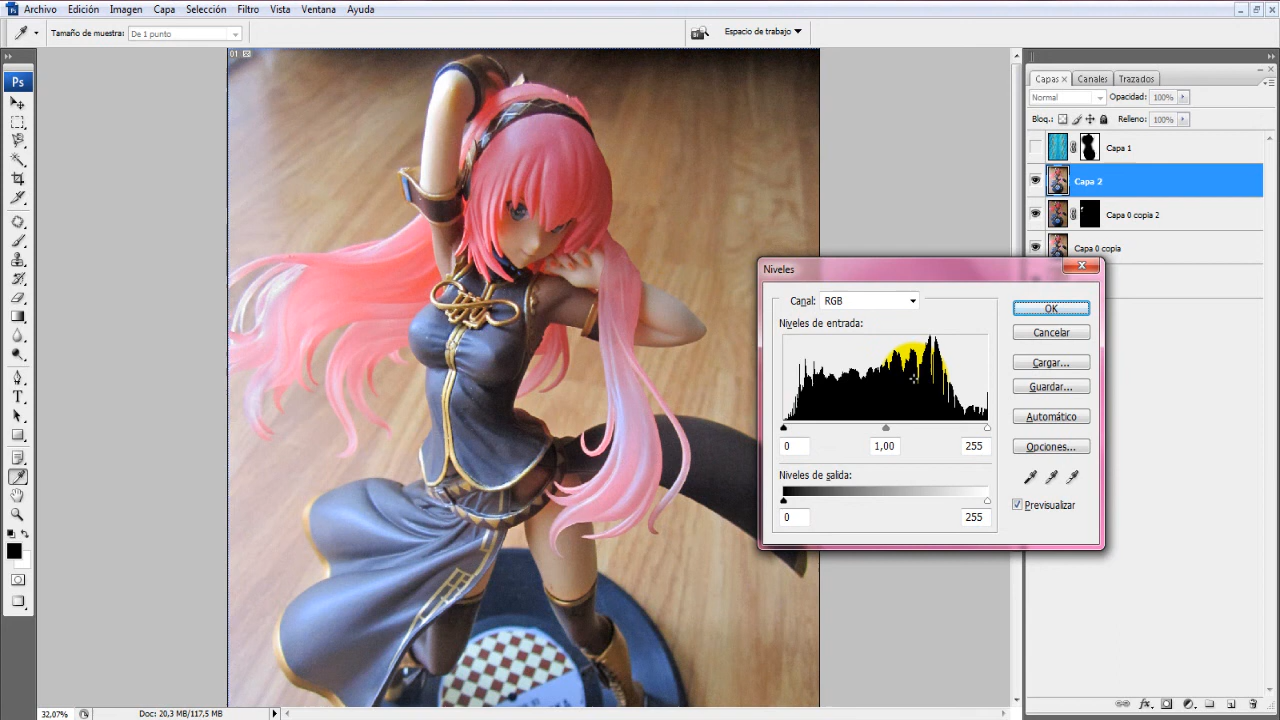 Ps Archivo Edición Imagen Capa Selección Filtro Vista Ventana Ayuda
Tamaño de muestra: De 1 punto Espacio de trabajo
01
Ps
Capas × Canales Trazados
Normal Opacidad: 100%
Bloq.: Relleno: 100%
Capa 1
Capa 2
Capa 0 copia 2
Capa 0 copia
Niveles
Canal: RGB
Niveles de entrada:
0 1,00 255
Niveles de salida:
0 255
OK
Cancelar
Cargar...
Guardar...
Automático
Opciones...
Previsualizar
T
fx
32,07% Doc: 20,3 MB/117,5 MB